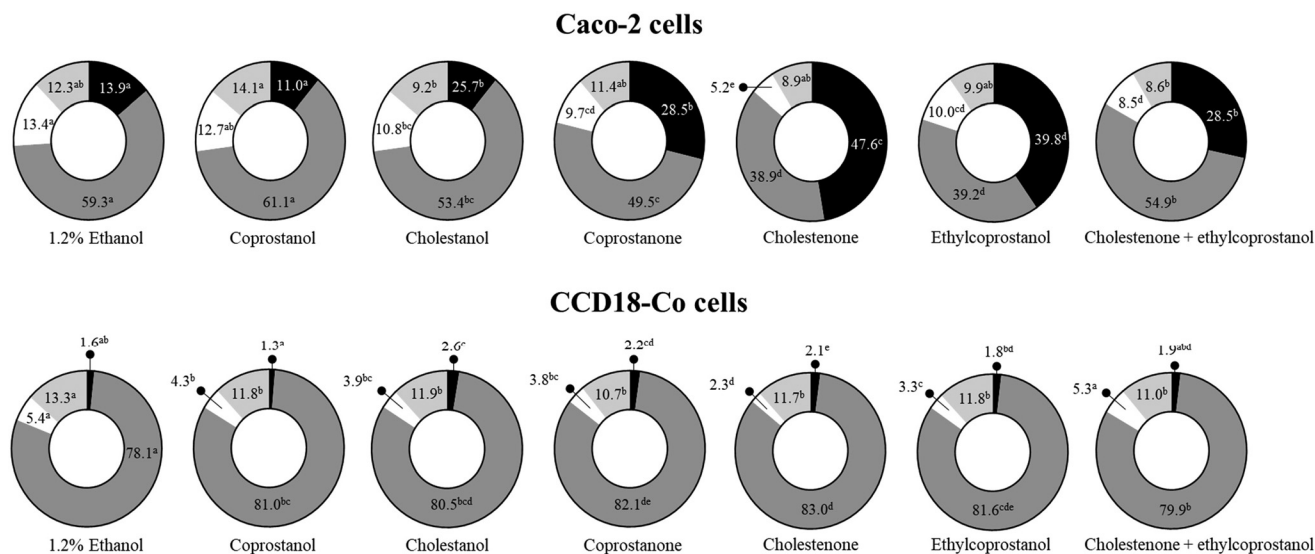 Caco-2 cells
12.3ab 13.9a 14.1a 11.0a 9.2b 25.7b 11.4ab 28.5b 5.2e 8.9ab 47.6c 9.9ab 39.8d 8.6b 28.5b
13.4a 12.7ab 10.8bc 9.7cd 38.9d 10.0cd 39.2d 8.5d
59.3a 61.1a 53.4bc 49.5c 54.9b
1.2% Ethanol Coprostanol Cholestanol Coprostanone Cholestenone Ethylcoprostanol Cholestenone + ethylcoprostanol
CCD18-Co cells
1.6ab 1.3a 2.6c 2.2cd 2.1e 1.8bd 1.9abd
13.3a 4.3b 11.8b 3.9bc 11.9b 3.8bc 10.7b 2.3d 11.7b 3.3c 11.8b 5.3a 11.0b
5.4a 78.1a
81.0bc 80.5bcd 82.1de 83.0d 81.6cde 79.9b
1.2% Ethanol Coprostanol Cholestanol Coprostanone Cholestenone Ethylcoprostanol Cholestenone + ethylcoprostanol